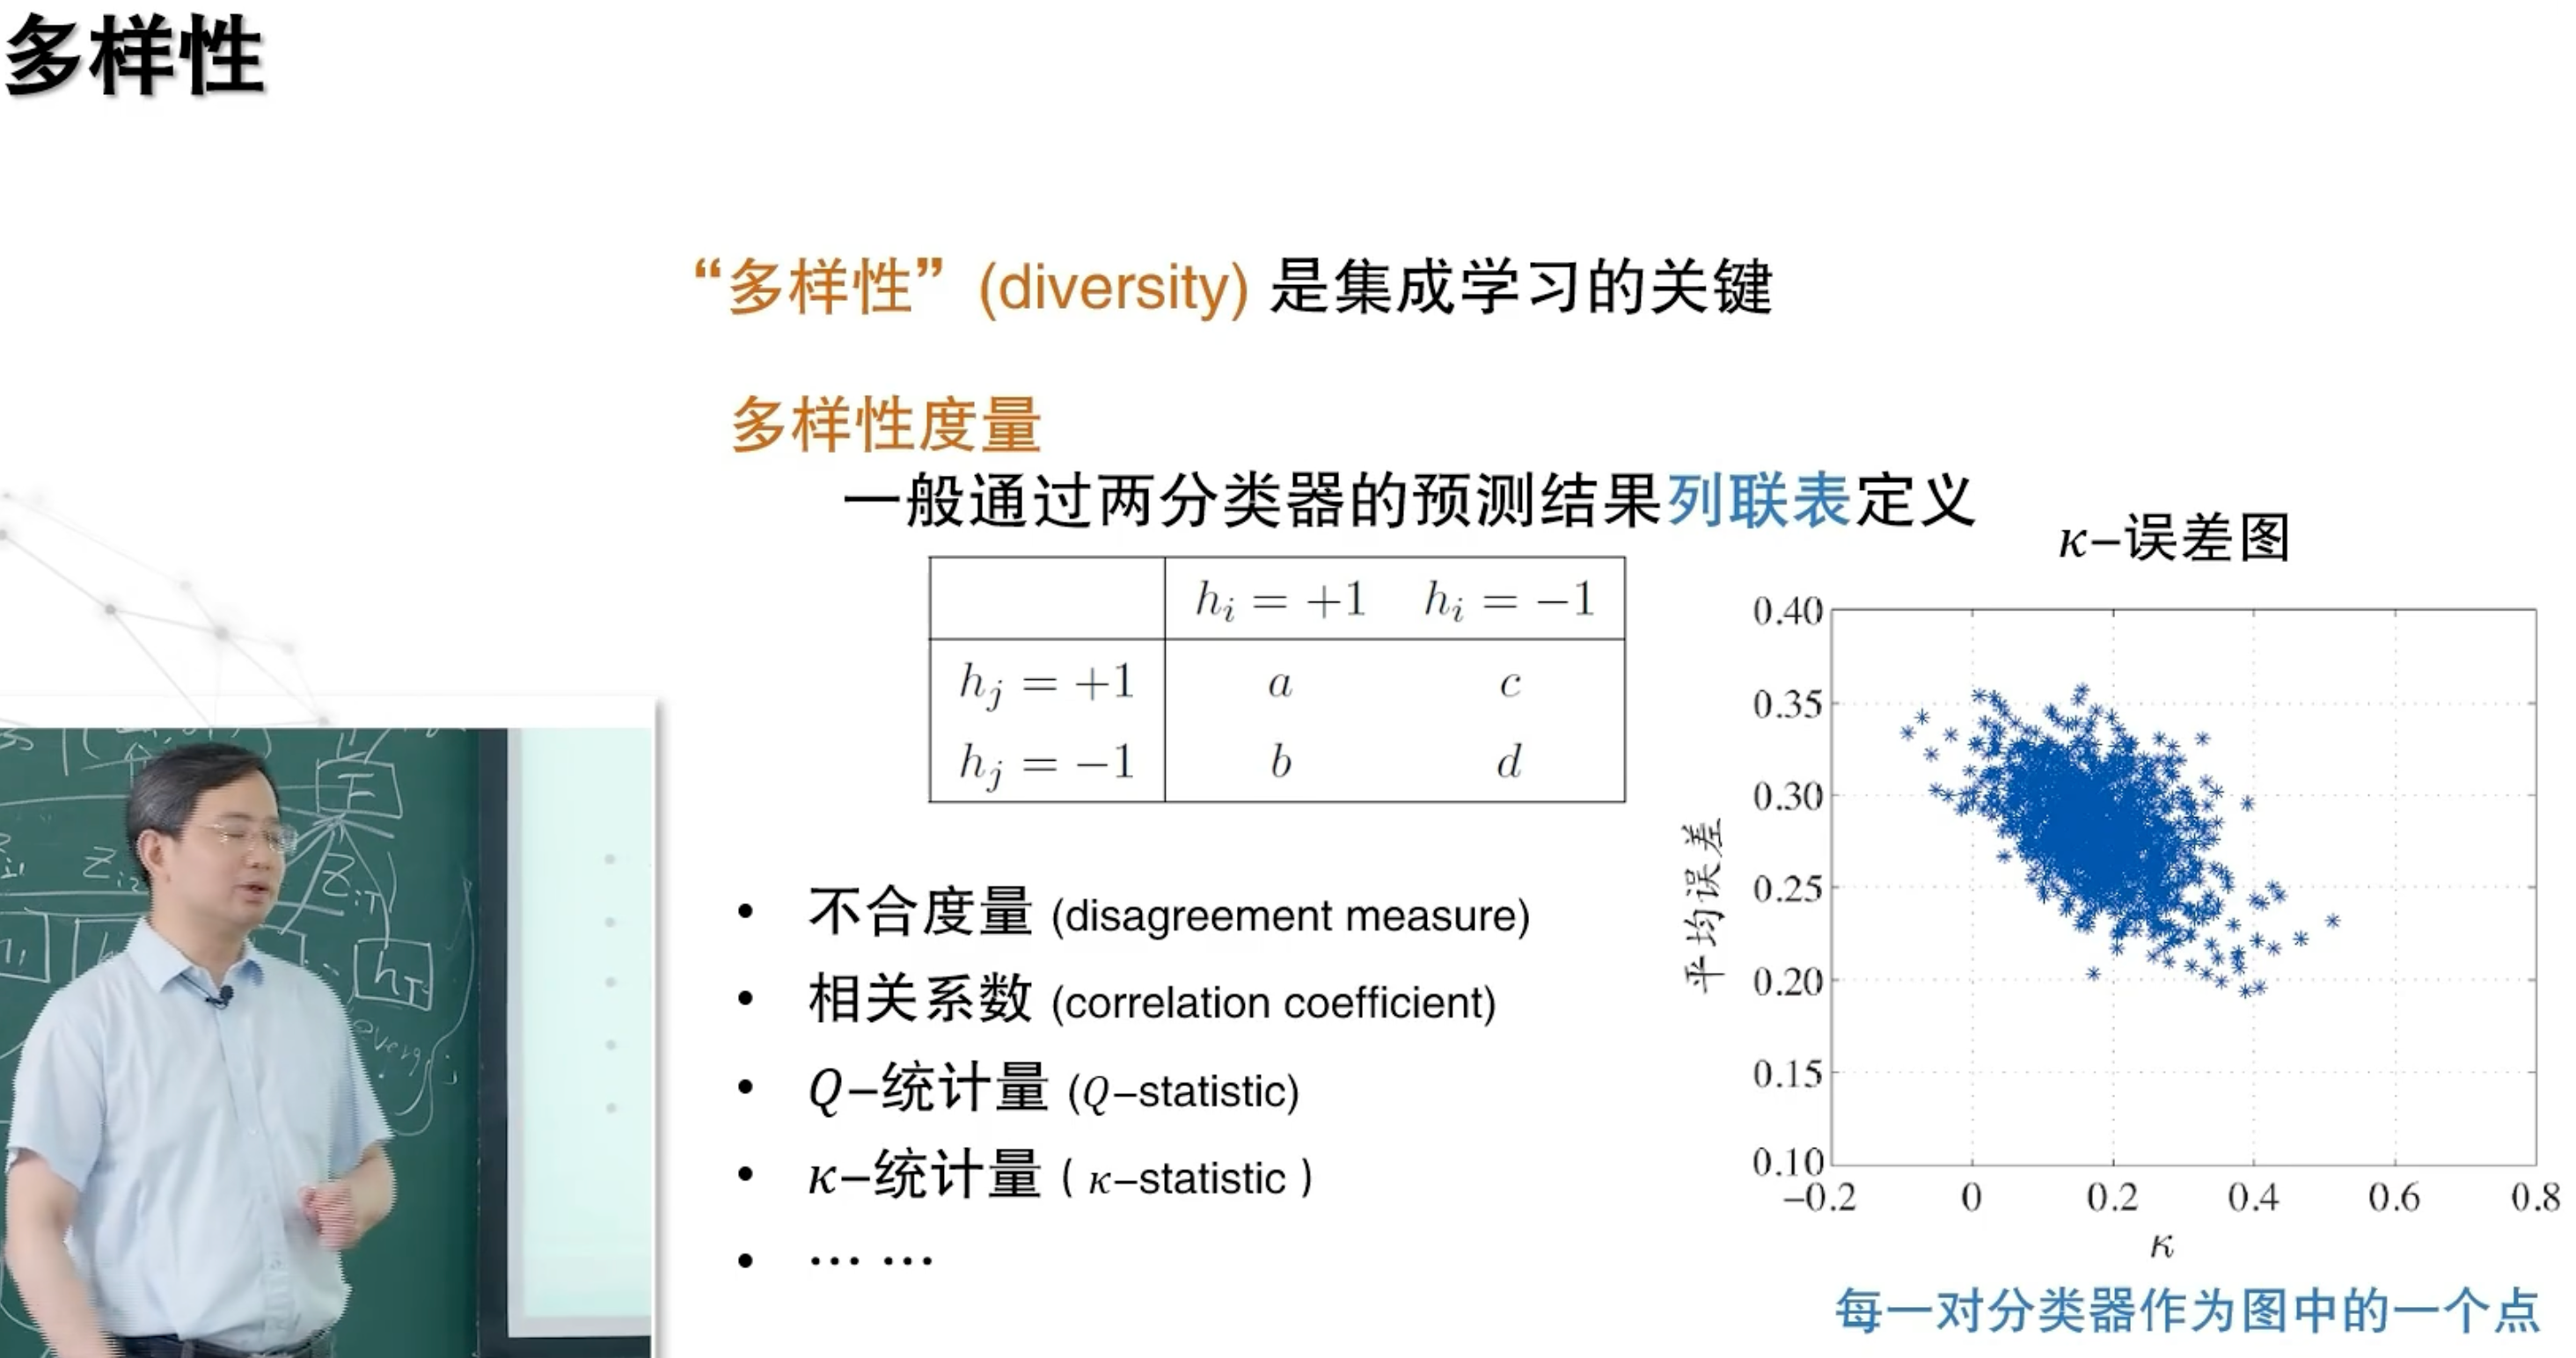 多样性
“多样性” (diversity) 是集成学习的关键
多样性度量
一般通过两分类器的预测结果列联表定义
h_i = +1 h_i = −1
h_j = +1 a c
h_j = −1 b d
• 不合度量 (disagreement measure)
• 相关系数 (correlation coefficient)
• Q–统计量 (Q–statistic)
• κ–统计量 ( κ–statistic )
• ⋯ ⋯
κ–误差图
0.40
0.35
0.30
0.25
0.20
0.15
0.10
平均误差
−0.2 0 0.2 0.4 0.6 0.8
κ
每一对分类器作为图中的一个点
F
Z_{i2}
Z_{iT}
h_T